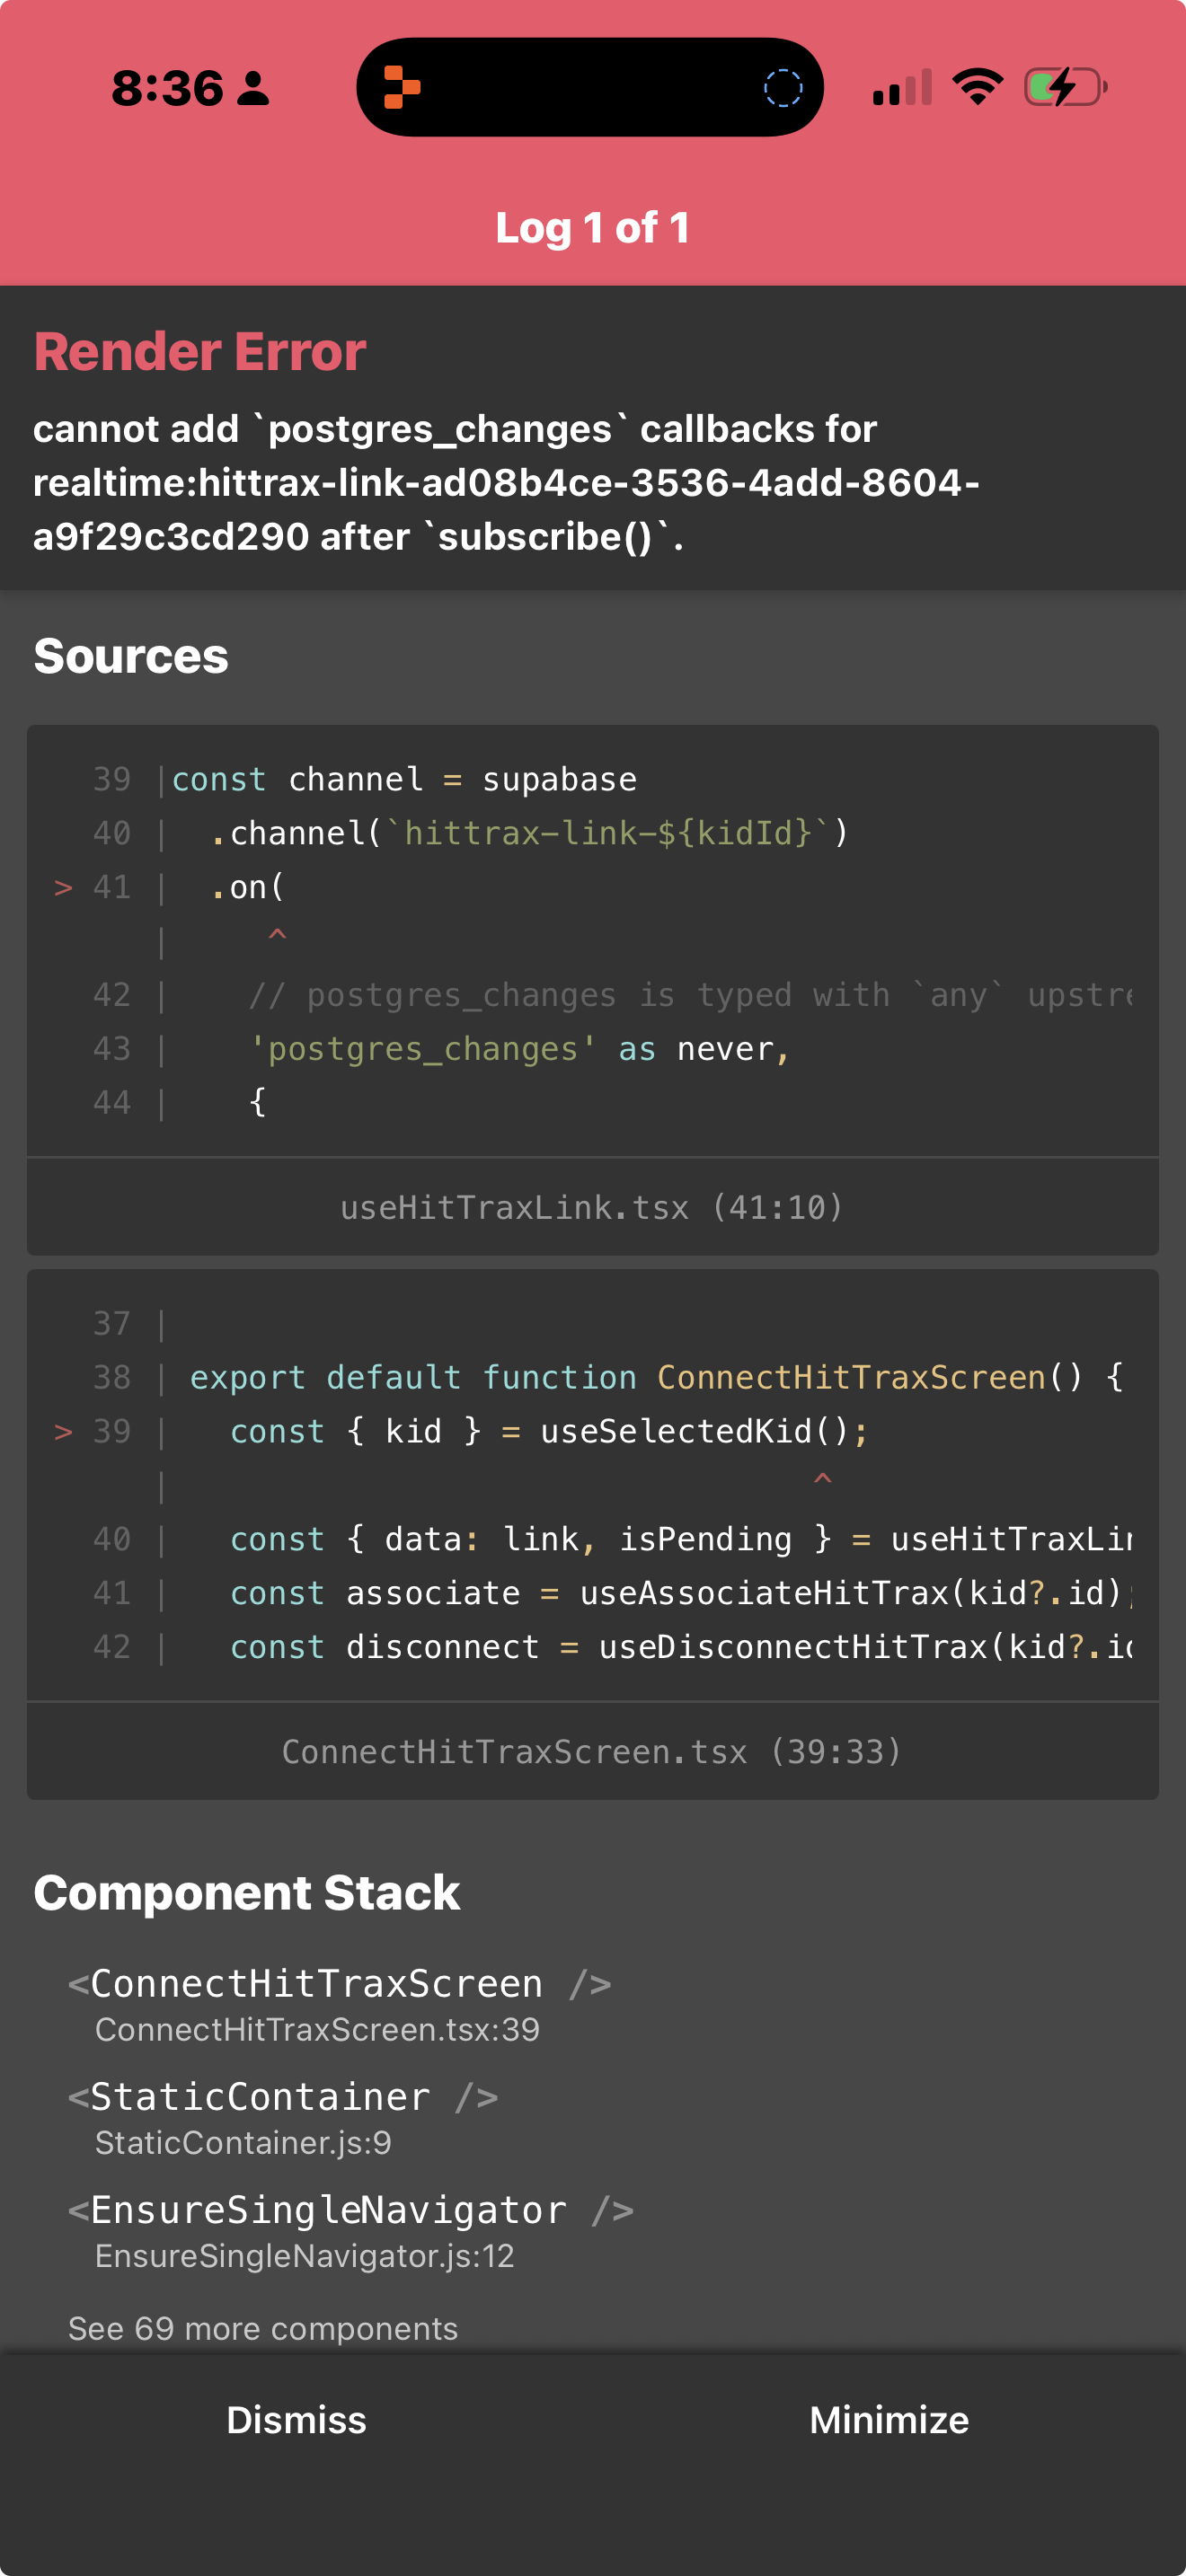 8:36
Log 1 of 1
Render Error
cannot add `postgres_changes` callbacks for
realtime:hittrax-link-ad08b4ce-3536-4add-8604-
a9f29c3cd290 after `subscribe()`.
Sources
39 |const channel = supabase
40 |  .channel(`hittrax-link-${kidId}`)
> 41 |  .on(
|     ^
42 |    // postgres_changes is typed with `any` upstre
43 |    'postgres_changes' as never,
44 |    {
useHitTraxLink.tsx (41:10)
37 |
38 | export default function ConnectHitTraxScreen() {
> 39 |   const { kid } = useSelectedKid();
|                                 ^
40 |   const { data: link, isPending } = useHitTraxLin
41 |   const associate = useAssociateHitTrax(kid?.id);
42 |   const disconnect = useDisconnectHitTrax(kid?.id
ConnectHitTraxScreen.tsx (39:33)
Component Stack
<ConnectHitTraxScreen />
ConnectHitTraxScreen.tsx:39
<StaticContainer />
StaticContainer.js:9
<EnsureSingleNavigator />
EnsureSingleNavigator.js:12
See 69 more components
Dismiss
Minimize